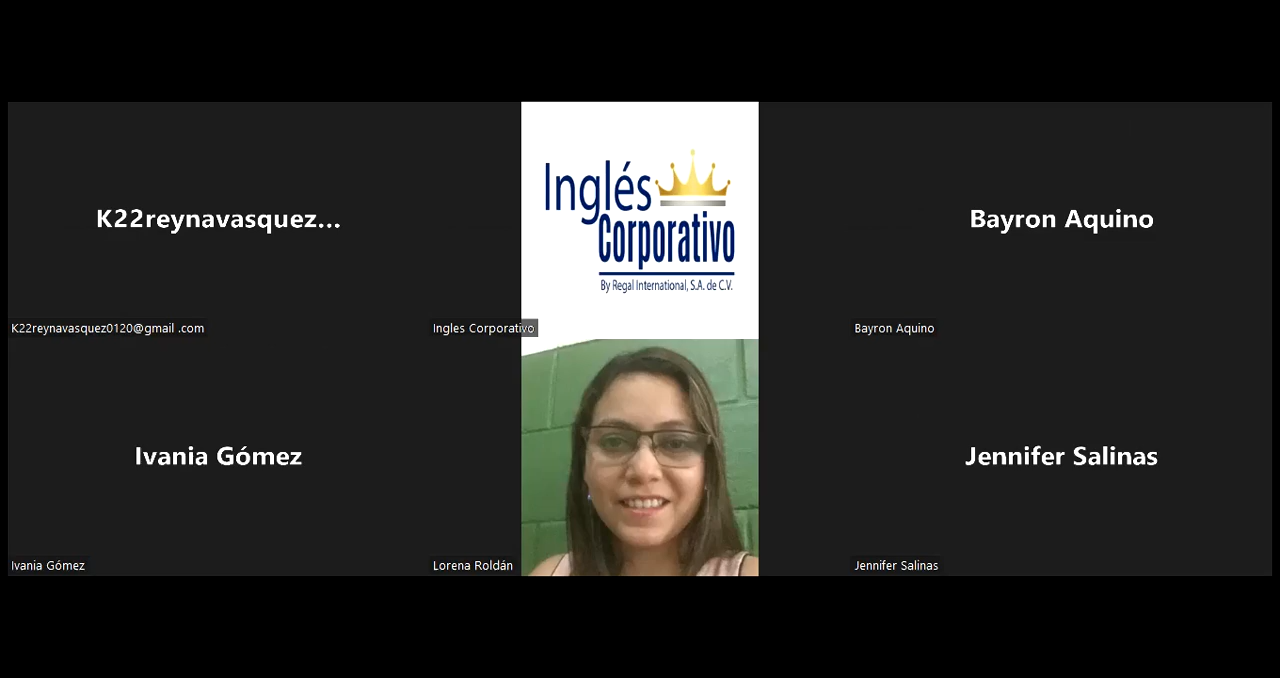 K22reynavasquez...
Inglés
Corporativo
By Regal International, S.A. de C.V.
Bayron Aquino
K22reynavasquez0120@gmail .com
Ingles Corporativo
Bayron Aquino
Ivania Gómez
Jennifer Salinas
Ivania Gómez
Lorena Roldán
Jennifer Salinas